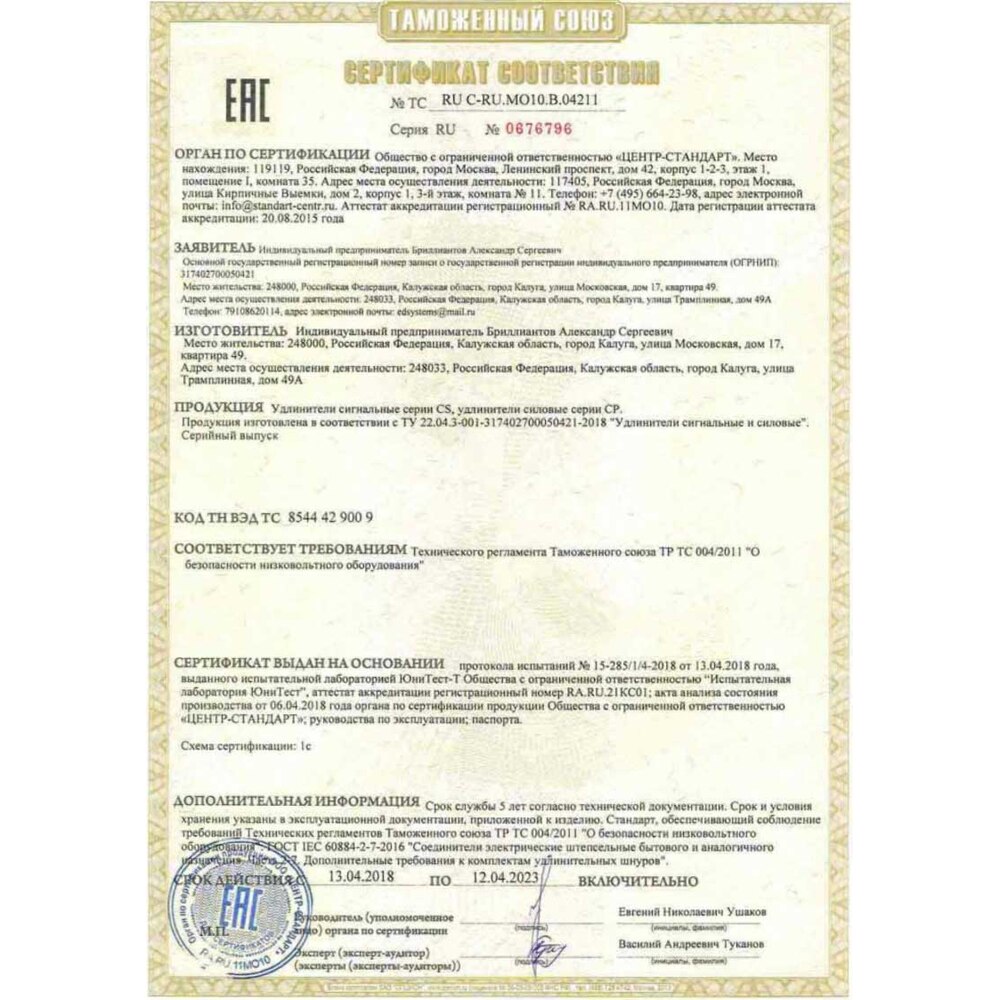 ТАМОЖЕННЫЙ СОЮЗ
СЕРТИФИКАТ СООТВЕТСТВИЯ
ЕАС
№ ТС RU C-RU.МО10.В.04211
Серия RU № 0676796
ОРГАН ПО СЕРТИФИКАЦИИ Общество с ограниченной ответственностью «ЦЕНТР-СТАНДАРТ». Место
нахождения: 119119, Российская Федерация, город Москва, Ленинский проспект, дом 42, корпус 1-2-3, этаж 1,
помещение I, комната 35. Адрес места осуществления деятельности: 117405, Российская Федерация, город Москва,
улица Кирпичные Выемки, дом 2, корпус 1, 3-й этаж, комната № 11. Телефон: +7 (495) 664-23-98, адрес электронной
почты: info@standart-centr.ru. Аттестат аккредитации регистрационный № RA.RU.11МО10. Дата регистрации аттестата
аккредитации: 20.08.2015 года
ЗАЯВИТЕЛЬ Индивидуальный предприниматель Бриллиантов Александр Сергеевич
Основной государственный регистрационный номер записи о государственной регистрации индивидуального предпринимателя (ОГРНИП):
317402700050421
Место жительства: 248000, Российская Федерация, Калужская область, город Калуга, улица Московская, дом 17, квартира 49.
Адрес места осуществления деятельности: 248033, Российская Федерация, Калужская область, город Калуга, улица Трамплинная, дом 49А
Телефон: 79108620114, адрес электронной почты: edsystems@mail.ru
ИЗГОТОВИТЕЛЬ Индивидуальный предприниматель Бриллиантов Александр Сергеевич
Место жительства: 248000, Российская Федерация, Калужская область, город Калуга, улица Московская, дом 17,
квартира 49.
Адрес места осуществления деятельности: 248033, Российская Федерация, Калужская область, город Калуга, улица
Трамплинная, дом 49А
ПРОДУКЦИЯ Удлинители сигнальные серии CS, удлинители силовые серии CP.
Продукция изготовлена в соответствии с ТУ 22.04.3-001-317402700050421-2018 "Удлинители сигнальные и силовые".
Серийный выпуск
КОД ТН ВЭД ТС 8544 42 900 9
СООТВЕТСТВУЕТ ТРЕБОВАНИЯМ Технического регламента Таможенного союза ТР ТС 004/2011 "О
безопасности низковольтного оборудования"
СЕРТИФИКАТ ВЫДАН НА ОСНОВАНИИ протокола испытаний № 15-285/1/4-2018 от 13.04.2018 года,
выданного испытательной лабораторией ЮниТест-Т Общества с ограниченной ответственностью “Испытательная
лаборатория ЮниТест”, аттестат аккредитации регистрационный номер RA.RU.21КС01; акта анализа состояния
производства от 06.04.2018 года органа по сертификации продукции Общества с ограниченной ответственностью
«ЦЕНТР-СТАНДАРТ»; руководства по эксплуатации; паспорта.
Схема сертификации: 1с
ДОПОЛНИТЕЛЬНАЯ ИНФОРМАЦИЯ Срок службы 5 лет согласно технической документации. Срок и условия
хранения указаны в эксплуатационной документации, приложенной к изделию. Стандарт, обеспечивающий соблюдение
требований Технических регламентов Таможенного союза ТР ТС 004/2011 "О безопасности низковольтного
оборудования": ГОСТ IEC 60884-2-7-2016 "Соединители электрические штепсельные бытового и аналогичного
назначения. Часть 2-7. Дополнительные требования к комплектам удлинительных шнуров".
СРОК ДЕЙСТВИЯ С 13.04.2018 ПО 12.04.2023 ВКЛЮЧИТЕЛЬНО
М.П.
Руководитель (уполномоченное
лицо) органа по сертификации
(подпись)
Евгений Николаевич Ушаков
(инициалы, фамилия)
Эксперт (эксперт-аудитор)
(эксперты (эксперты-аудиторы))
(подпись)
Василий Андреевич Туканов
(инициалы, фамилия)
ЕАС
RA.RU.11МО10